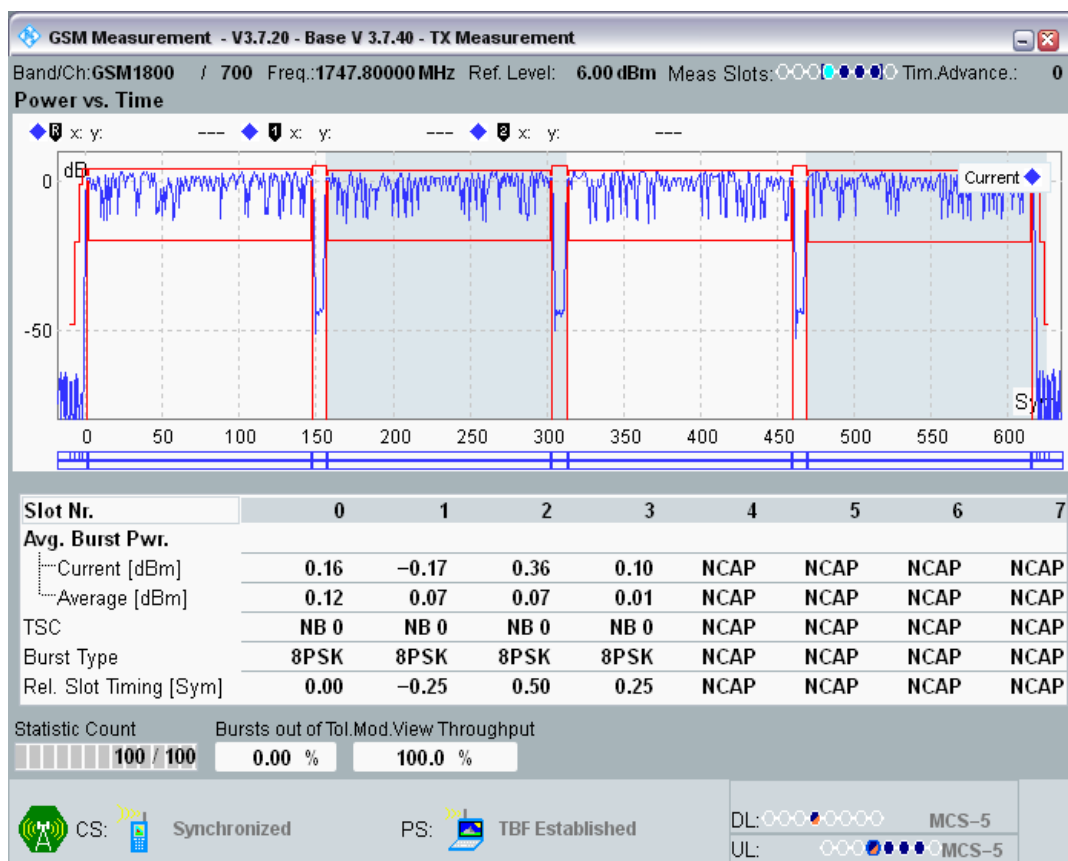 GSM Measurement - V3.7.20 - Base V 3.7.40 - TX Measurement
Band/Ch:GSM1800 / 700 Freq.:1747.80000 MHz Ref. Level: 6.00 dBm Meas Slots: Tim.Advance.: 0
Power vs. Time
R x: y: --- 1 x: y: --- 2 x: y: ---
dB
Current
0
-50
Sy
0 50 100 150 200 250 300 350 400 450 500 550 600
Slot Nr. 0 1 2 3 4 5 6 7
Avg. Burst Pwr.
Current [dBm] 0.16 −0.17 0.36 0.10 NCAP NCAP NCAP NCAP
Average [dBm] 0.12 0.07 0.07 0.01 NCAP NCAP NCAP NCAP
TSC NB 0 NB 0 NB 0 NB 0 NCAP NCAP NCAP NCAP
Burst Type 8PSK 8PSK 8PSK 8PSK NCAP NCAP NCAP NCAP
Rel. Slot Timing [Sym] 0.00 −0.25 0.50 0.25 NCAP NCAP NCAP NCAP
Statistic Count Bursts out of Tol.Mod.View Throughput
100 / 100 0.00 % 100.0 %
CS: Synchronized PS: TBF Established DL: MCS−5
UL: MCS−5